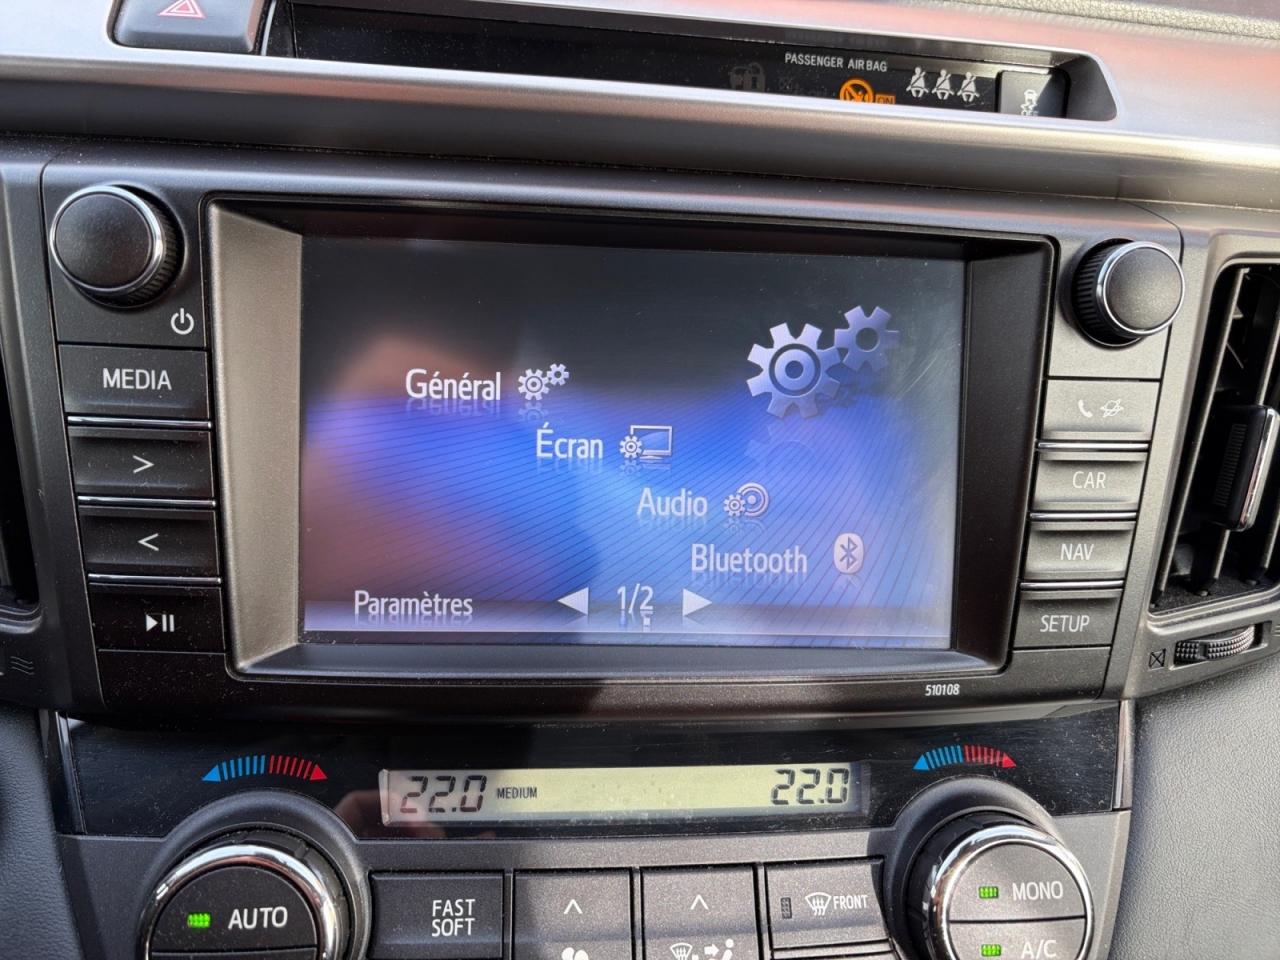 PASSENGER AIR BAG
ON
MEDIA
>
<
Général
Écran
Audio
Bluetooth
Paramètres
1/2
CAR
NAV
SETUP
510108
22.0 MEDIUM 22.0
AUTO
FAST
SOFT
FRONT
MONO
A/C